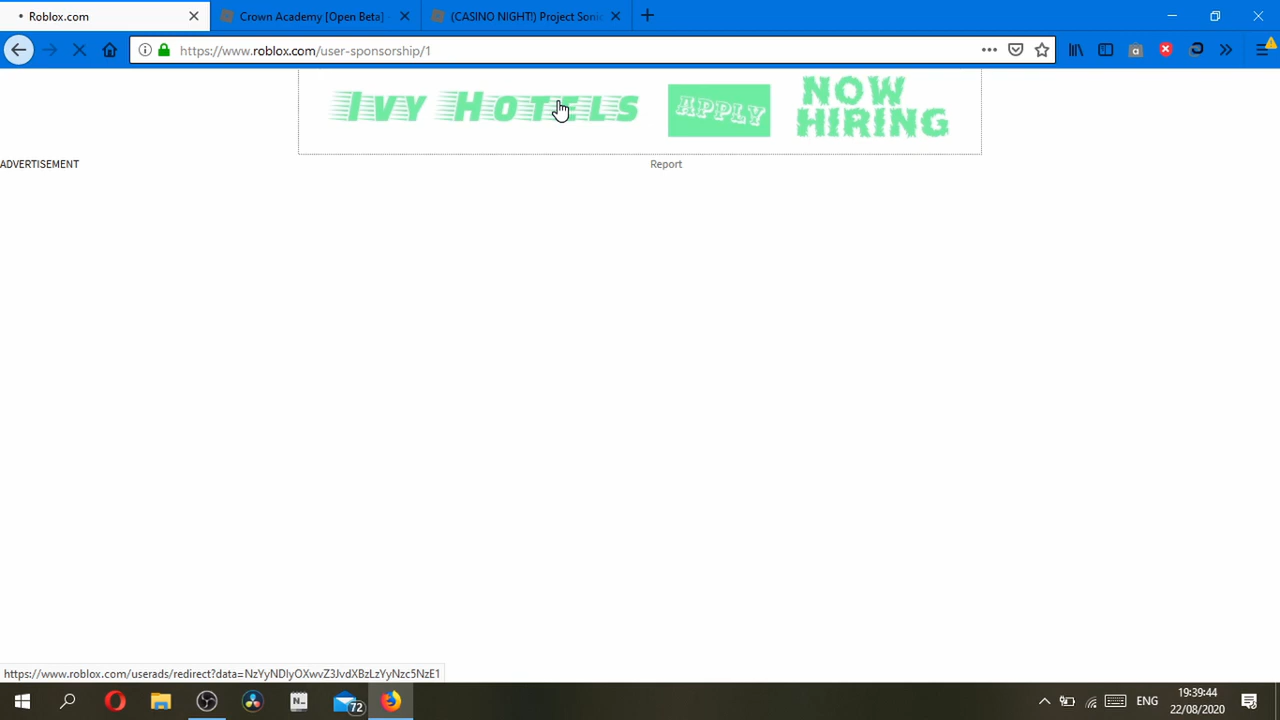 Roblox.com
Crown Academy [Open Beta] -
(CASINO NIGHT!) Project Sonic
https://www.roblox.com/user-sponsorship/1
IVY HOTELS
APPLY
NOW
HIRING
ADVERTISEMENT
Report
https://www.roblox.com/userads/redirect?data=NzYyNDIyOXwvZ3JvdXBzLzYyNzc5NzE1
N_
72
ENG
19:39:44
22/08/2020